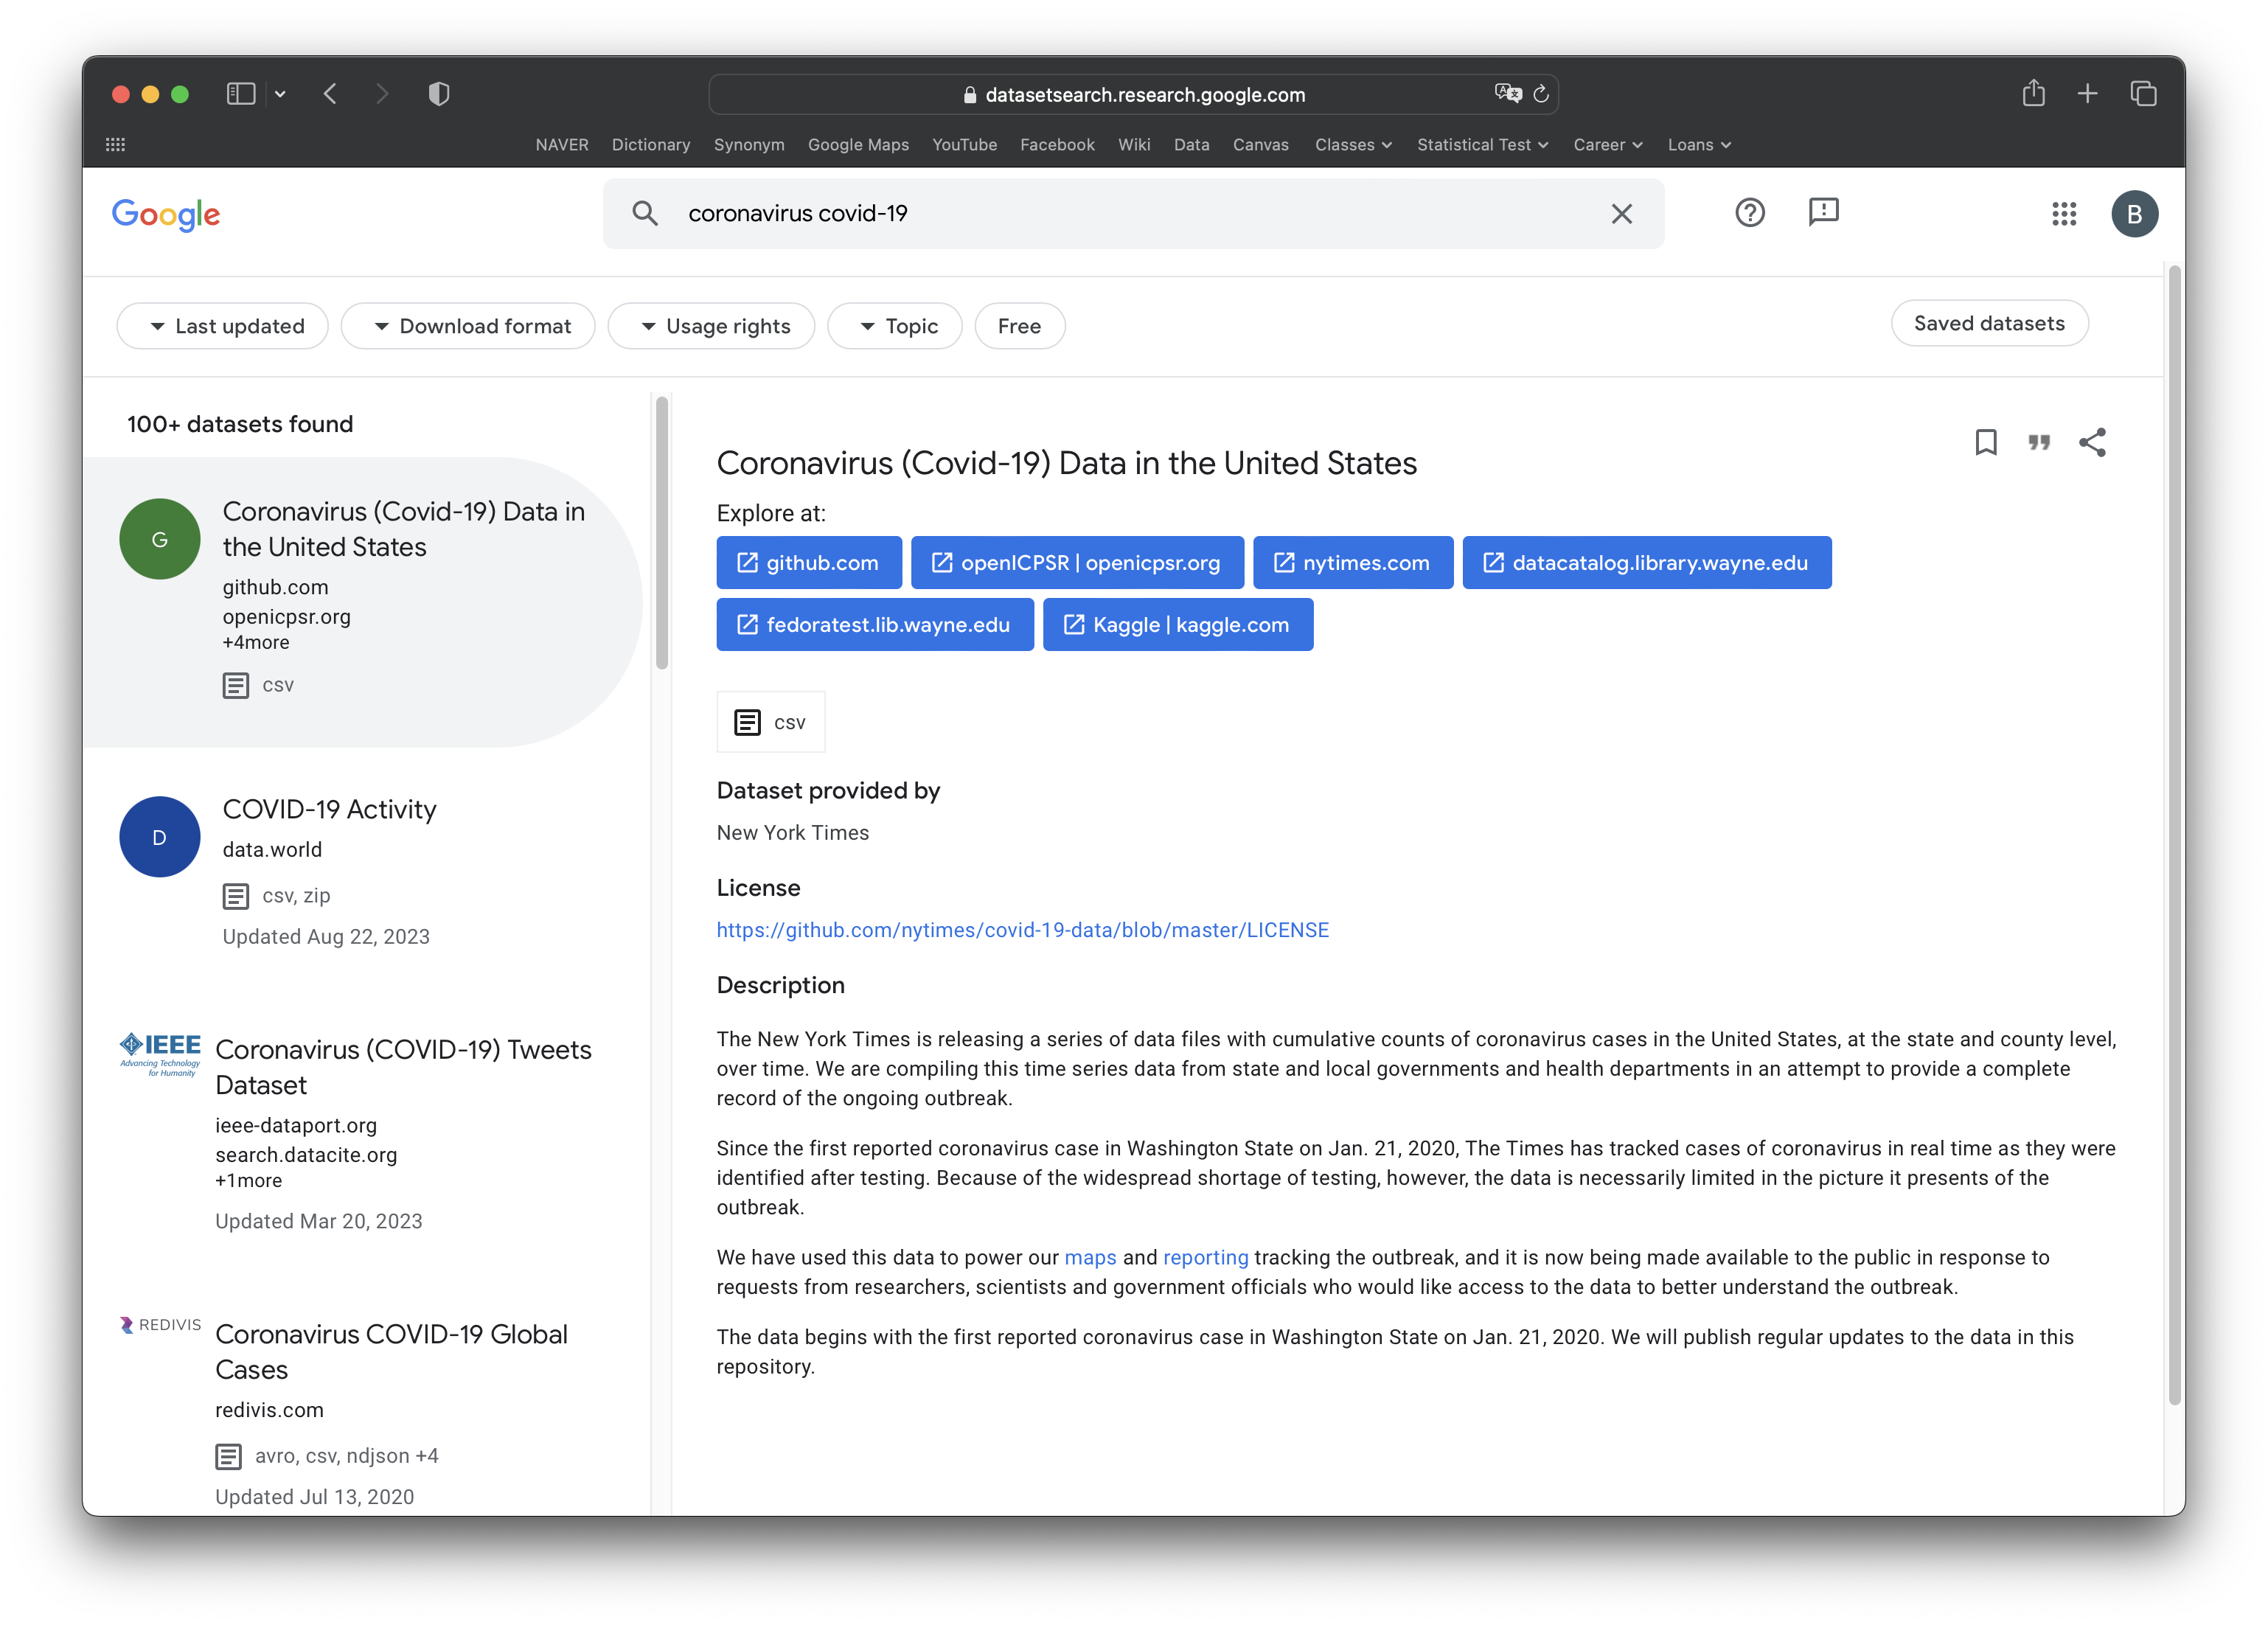 datasetsearch.research.google.com
NAVER Dictionary Synonym Google Maps YouTube Facebook Wiki Data Canvas Classes Statistical Test Career Loans
Google
coronavirus covid-19
B
Last updated
Download format
Usage rights
Topic
Free
Saved datasets
100+ datasets found
G
Coronavirus (Covid-19) Data in
the United States
github.com
openicpsr.org
+4more
csv
D
COVID-19 Activity
data.world
csv, zip
Updated Aug 22, 2023
IEEE
Advancing Technology
for Humanity
Coronavirus (COVID-19) Tweets
Dataset
ieee-dataport.org
search.datacite.org
+1more
Updated Mar 20, 2023
REDIVIS
Coronavirus COVID-19 Global
Cases
redivis.com
avro, csv, ndjson +4
Updated Jul 13, 2020
Coronavirus (Covid-19) Data in the United States
Explore at:
github.com
openICPSR | openicpsr.org
nytimes.com
datacatalog.library.wayne.edu
fedoratest.lib.wayne.edu
Kaggle | kaggle.com
csv
Dataset provided by
New York Times
License
https://github.com/nytimes/covid-19-data/blob/master/LICENSE
Description
The New York Times is releasing a series of data files with cumulative counts of coronavirus cases in the United States, at the state and county level,
over time. We are compiling this time series data from state and local governments and health departments in an attempt to provide a complete
record of the ongoing outbreak.
Since the first reported coronavirus case in Washington State on Jan. 21, 2020, The Times has tracked cases of coronavirus in real time as they were
identified after testing. Because of the widespread shortage of testing, however, the data is necessarily limited in the picture it presents of the
outbreak.
We have used this data to power our maps and reporting tracking the outbreak, and it is now being made available to the public in response to
requests from researchers, scientists and government officials who would like access to the data to better understand the outbreak.
The data begins with the first reported coronavirus case in Washington State on Jan. 21, 2020. We will publish regular updates to the data in this
repository.